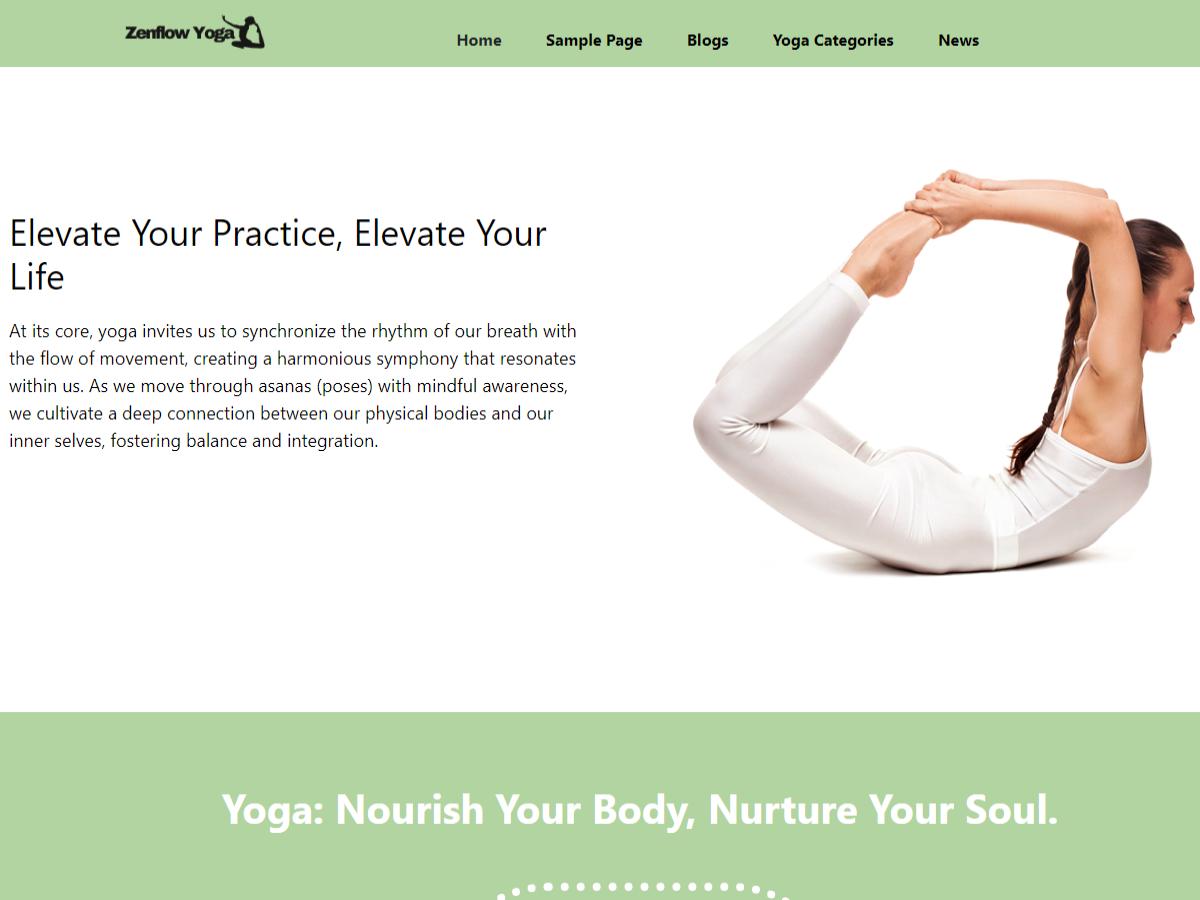 Zenflow Yoga
Home
Sample Page
Blogs
Yoga Categories
News
Elevate Your Practice, Elevate Your
Life
At its core, yoga invites us to synchronize the rhythm of our breath with
the flow of movement, creating a harmonious symphony that resonates
within us. As we move through asanas (poses) with mindful awareness,
we cultivate a deep connection between our physical bodies and our
inner selves, fostering balance and integration.
Yoga: Nourish Your Body, Nurture Your Soul.